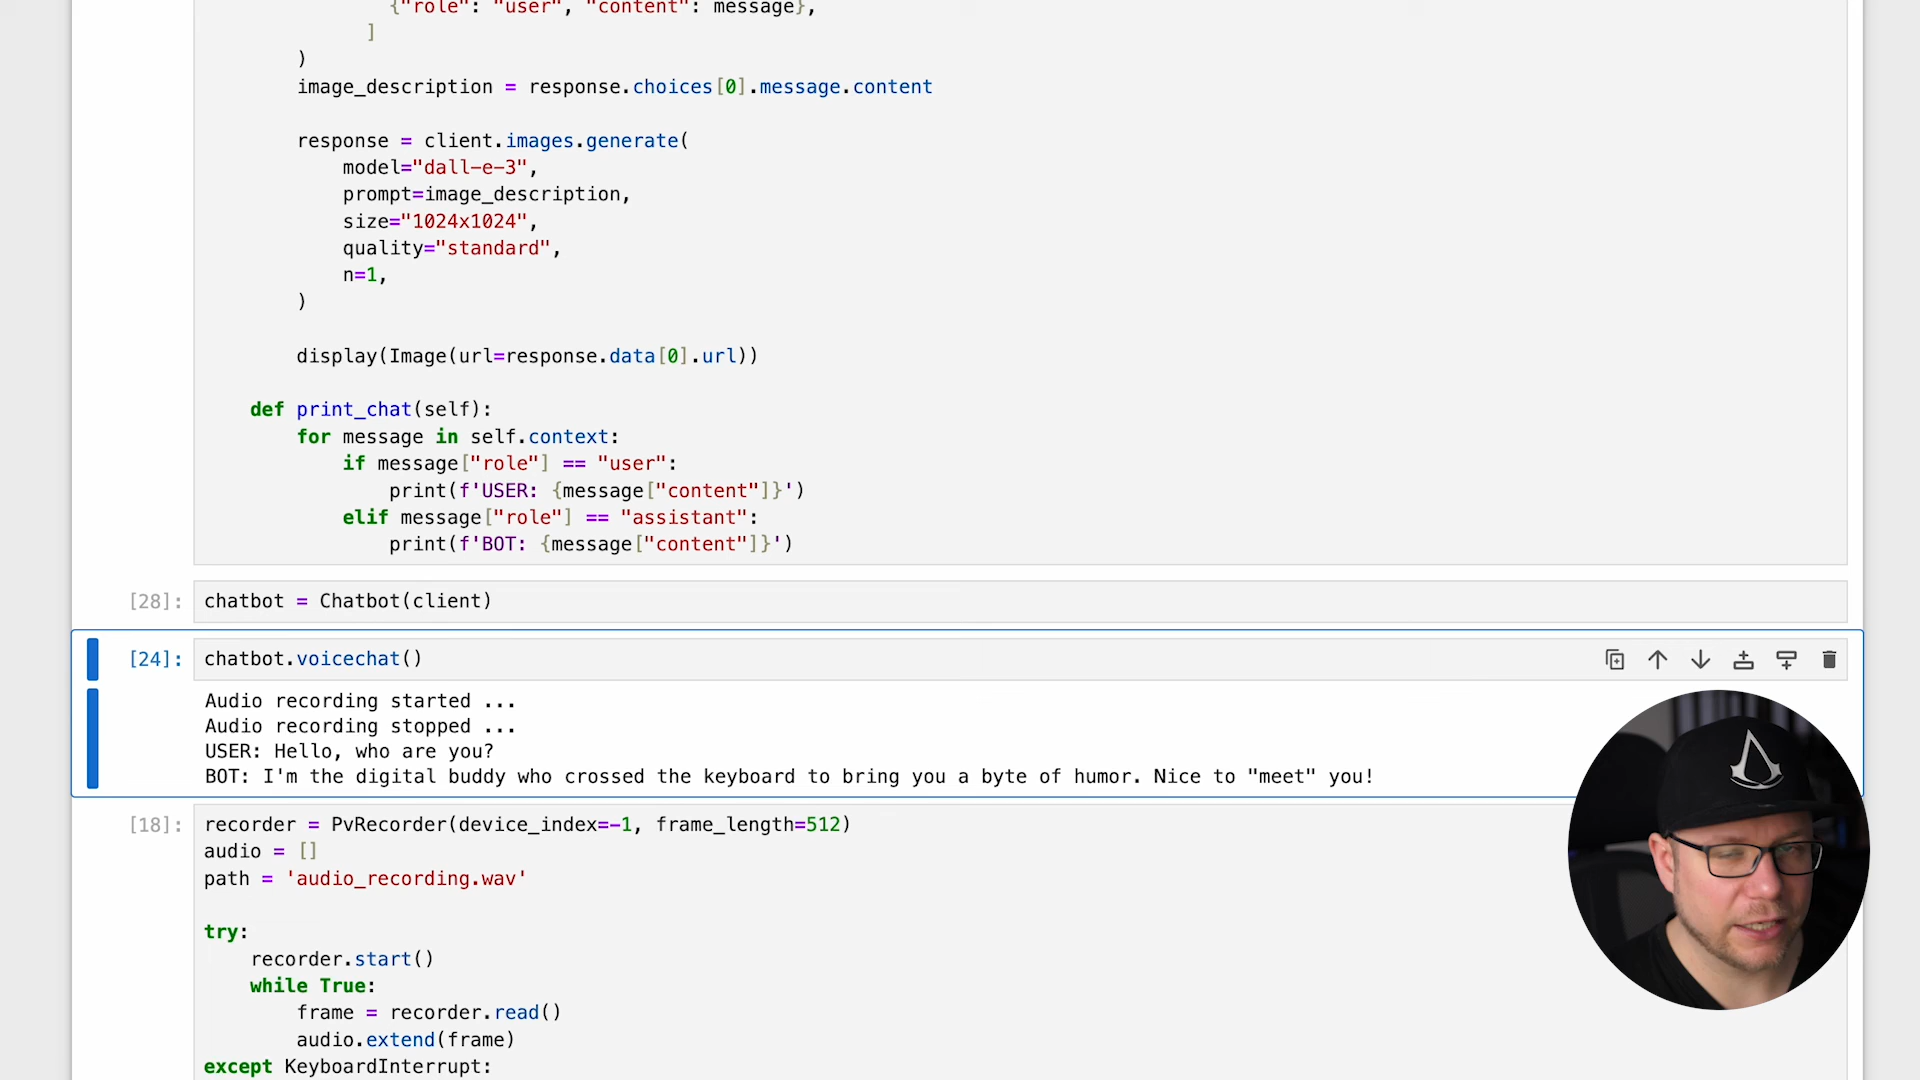 {"role": "user", "content": message},
]
)
image_description = response.choices[0].message.content
response = client.images.generate(
model="dall-e-3",
prompt=image_description,
size="1024x1024",
quality="standard",
n=1,
)
display(Image(url=response.data[0].url))
def print_chat(self):
for message in self.context:
if message["role"] == "user":
print(f'USER: {message["content"]}')
elif message["role"] == "assistant":
print(f'BOT: {message["content"]}')
[28]: chatbot = Chatbot(client)
[24]: chatbot.voicechat()
Audio recording started ...
Audio recording stopped ...
USER: Hello, who are you?
BOT: I'm the digital buddy who crossed the keyboard to bring you a byte of humor. Nice to "meet" you!
[18]: recorder = PvRecorder(device_index=-1, frame_length=512)
audio = []
path = 'audio_recording.wav'
try:
recorder.start()
while True:
frame = recorder.read()
audio.extend(frame)
except KeyboardInterrupt: